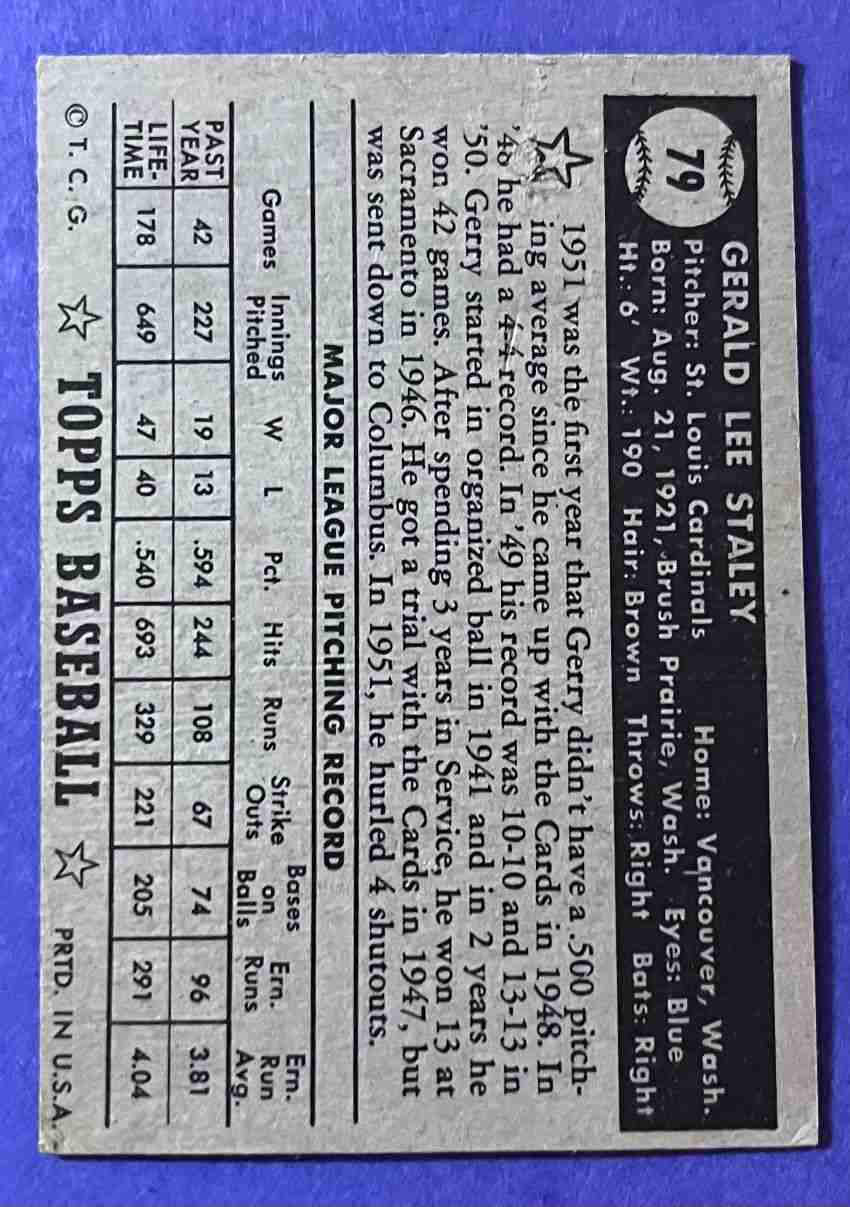 79
GERALD LEE STALEY
Pitcher: St. Louis Cardinals Home: Vancouver, Wash.
Born: Aug. 21, 1921, Brush Prairie, Wash. Eyes: Blue
Ht.: 6' Wt.: 190 Hair: Brown Throws: Right Bats: Right
1951 was the first year that Gerry didn't have a .500 pitch-
ing average since he came up with the Cards in 1948. In
he had a 4-4 record. In '49 his record was 10-10 and 13-13 in
'50. Gerry started in organized ball in 1941 and in 2 years he
won 42 games. After spending 3 years in Service, he won 13 at
Sacramento in 1946. He got a trial with the Cards in 1947, but
was sent down to Columbus. In 1951, he hurled 4 shutouts.
MAJOR LEAGUE PITCHING RECORD
Games Innings Pitched W L Pct. Hits Runs Strike Outs Bases on Balls Ern. Runs Ern. Run Avg.
PAST YEAR 42 227 19 13 .594 244 108 67 74 96 3.81
LIFE-TIME 178 649 47 40 .540 693 329 221 205 291 4.04
© T. C. G. TOPPS BASEBALL PRTD. IN U.S.A.